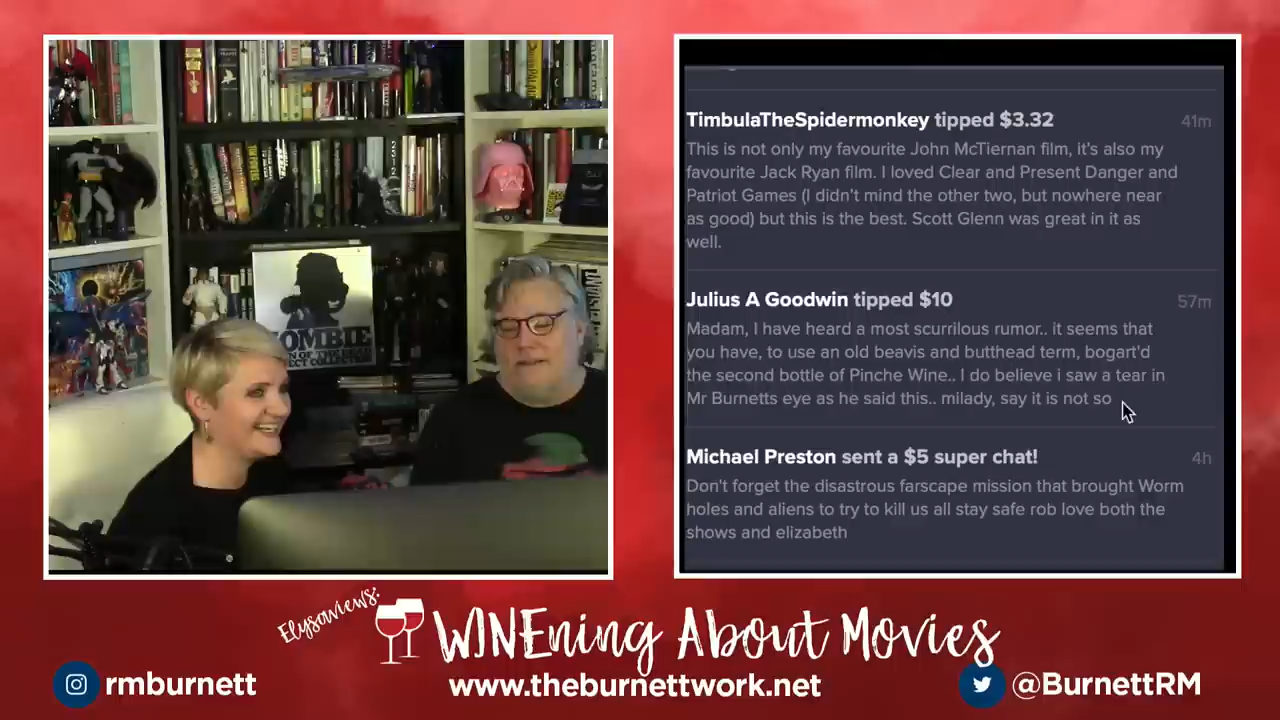 TimbulaTheSpidermonkey tipped $3.32
41m
This is not only my favourite John McTiernan film, it's also my
favourite Jack Ryan film. I loved Clear and Present Danger and
Patriot Games (I didn't mind the other two, but nowhere near
as good) but this is the best. Scott Glenn was great in it as
well.
Julius A Goodwin tipped $10
57m
Madam, I have heard a most scurrilous rumor.. it seems that
you have, to use an old beavis and butthead term, bogart'd
the second bottle of Pinche Wine.. I do believe i saw a tear in
Mr Burnetts eye as he said this.. milady, say it is not so
Michael Preston sent a $5 super chat!
4h
Don't forget the disastrous farscape mission that brought Worm
holes and aliens to try to kill us all stay safe rob love both the
shows and elizabeth
ZOMBIE
Elysoviews:
WINEning About Movies
rmburnett
www.theburnettwork.net
@BurnettRM